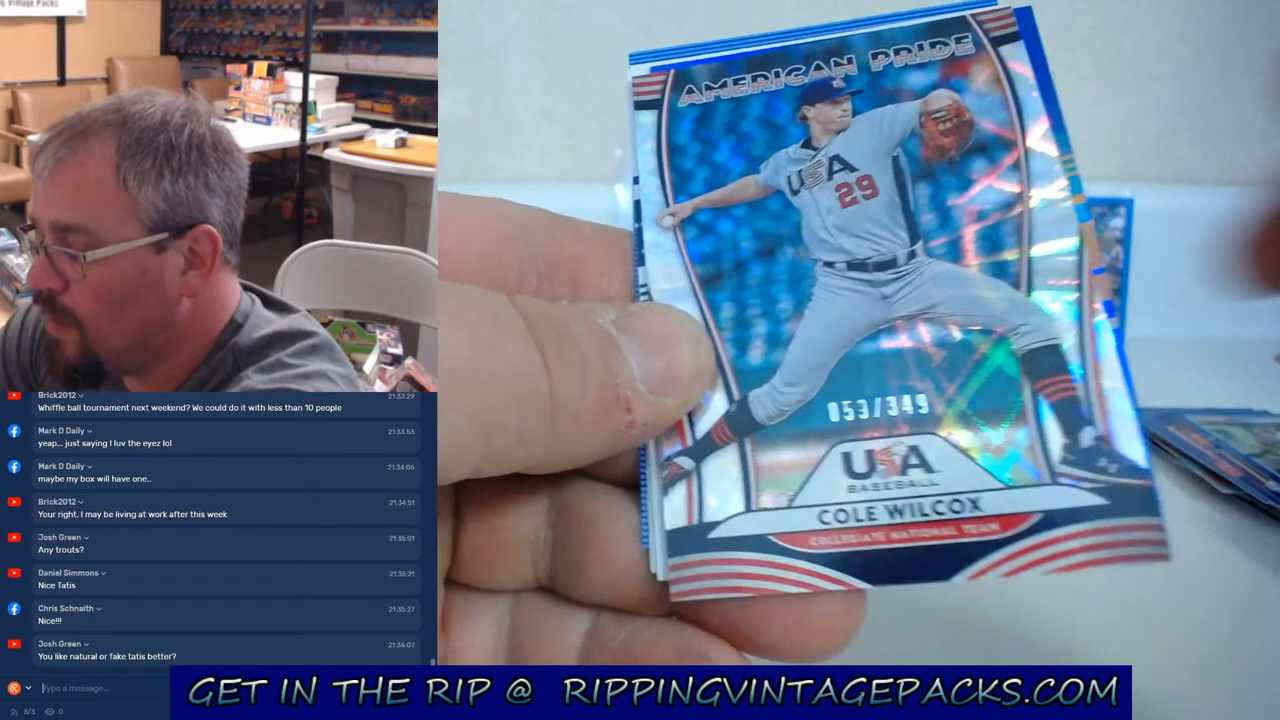 g Vintage Packs
AMERICAN PRIDE
USA
29
053/349
USA
BASEBALL
COLE WILCOX
COLLEGIATE NATIONAL TEAM
Brick2012
21:33:29
Whiffle ball tournament next weekend? We could do it with less than 10 people
Mark D Daily
21:33:53
yeap... just saying I luv the eyez lol
Mark D Daily
21:34:06
maybe my box will have one..
Brick2012
21:34:51
Your right. I may be living at work after this week
Josh Green
21:35:01
Any trouts?
Daniel Simmons
21:35:21
Nice Tatis
Chris Schnaith
21:35:27
Nice!!!
Josh Green
21:36:07
You like natural or fake tatis better?
Type a message...
3/3
0
GET IN THE RIP @ RIPPINGVINTAGEPACKS.COM